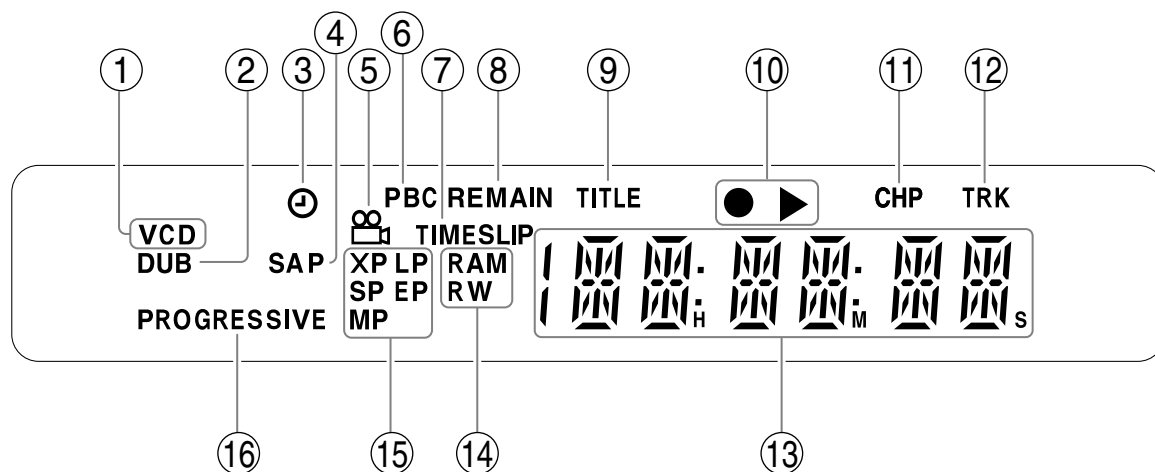 ① ② ③ ④ ⑤ ⑥ ⑦ ⑧ ⑨ ⑩ ⑪ ⑫
PBC REMAIN TITLE CHP TRK
VCD TIMESLIP
DUB SAP XP LP RAM
SP EP RW H M S
PROGRESSIVE MP
⑯ ⑮ ⑭ ⑬